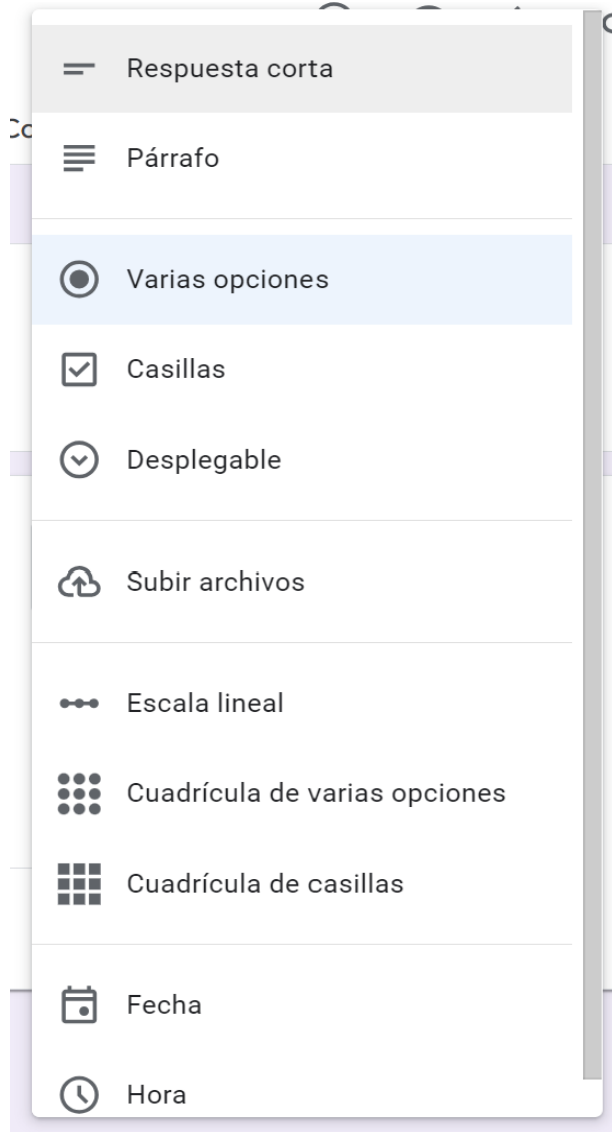 Co
Respuesta corta
Párrafo
Varias opciones
Casillas
Desplegable
Subir archivos
Escala lineal
Cuadrícula de varias opciones
Cuadrícula de casillas
Fecha
Hora